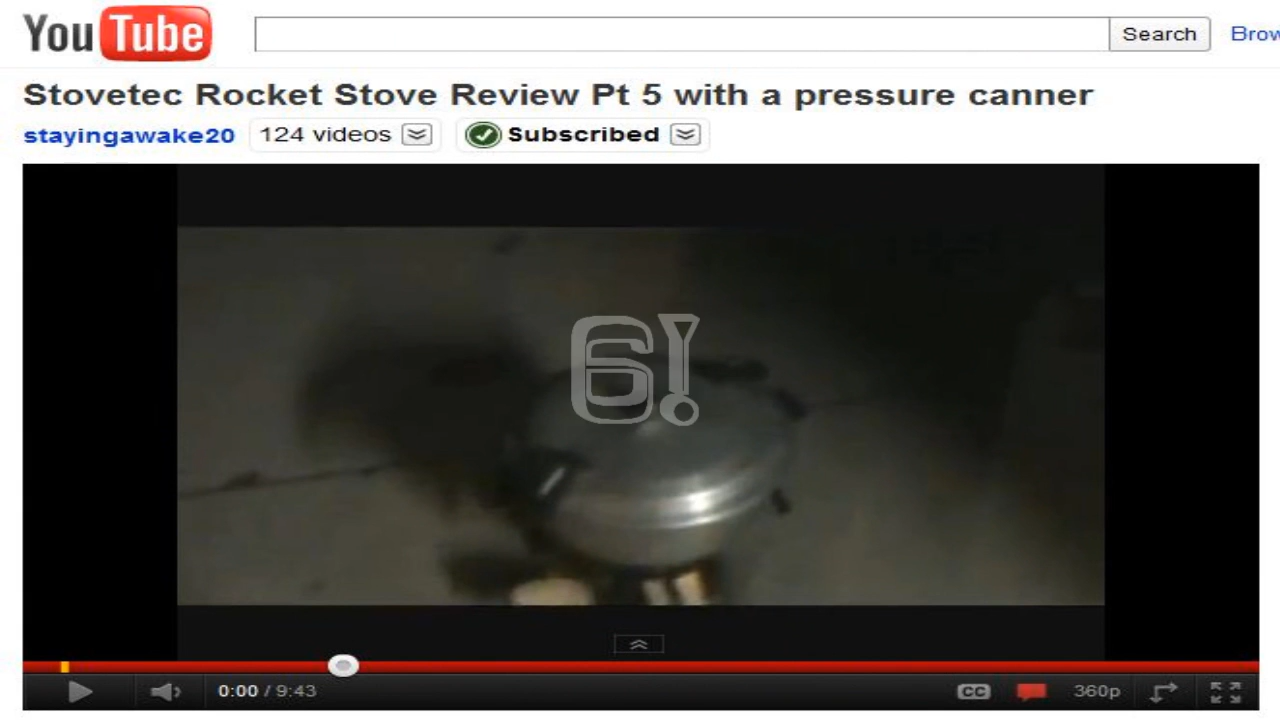 YouTube Search
Stovetec Rocket Stove Review Pt 5 with a pressure canner
stayingawake20 124 videos Subscribed
6!
0:00 / 9:43 CC 360p